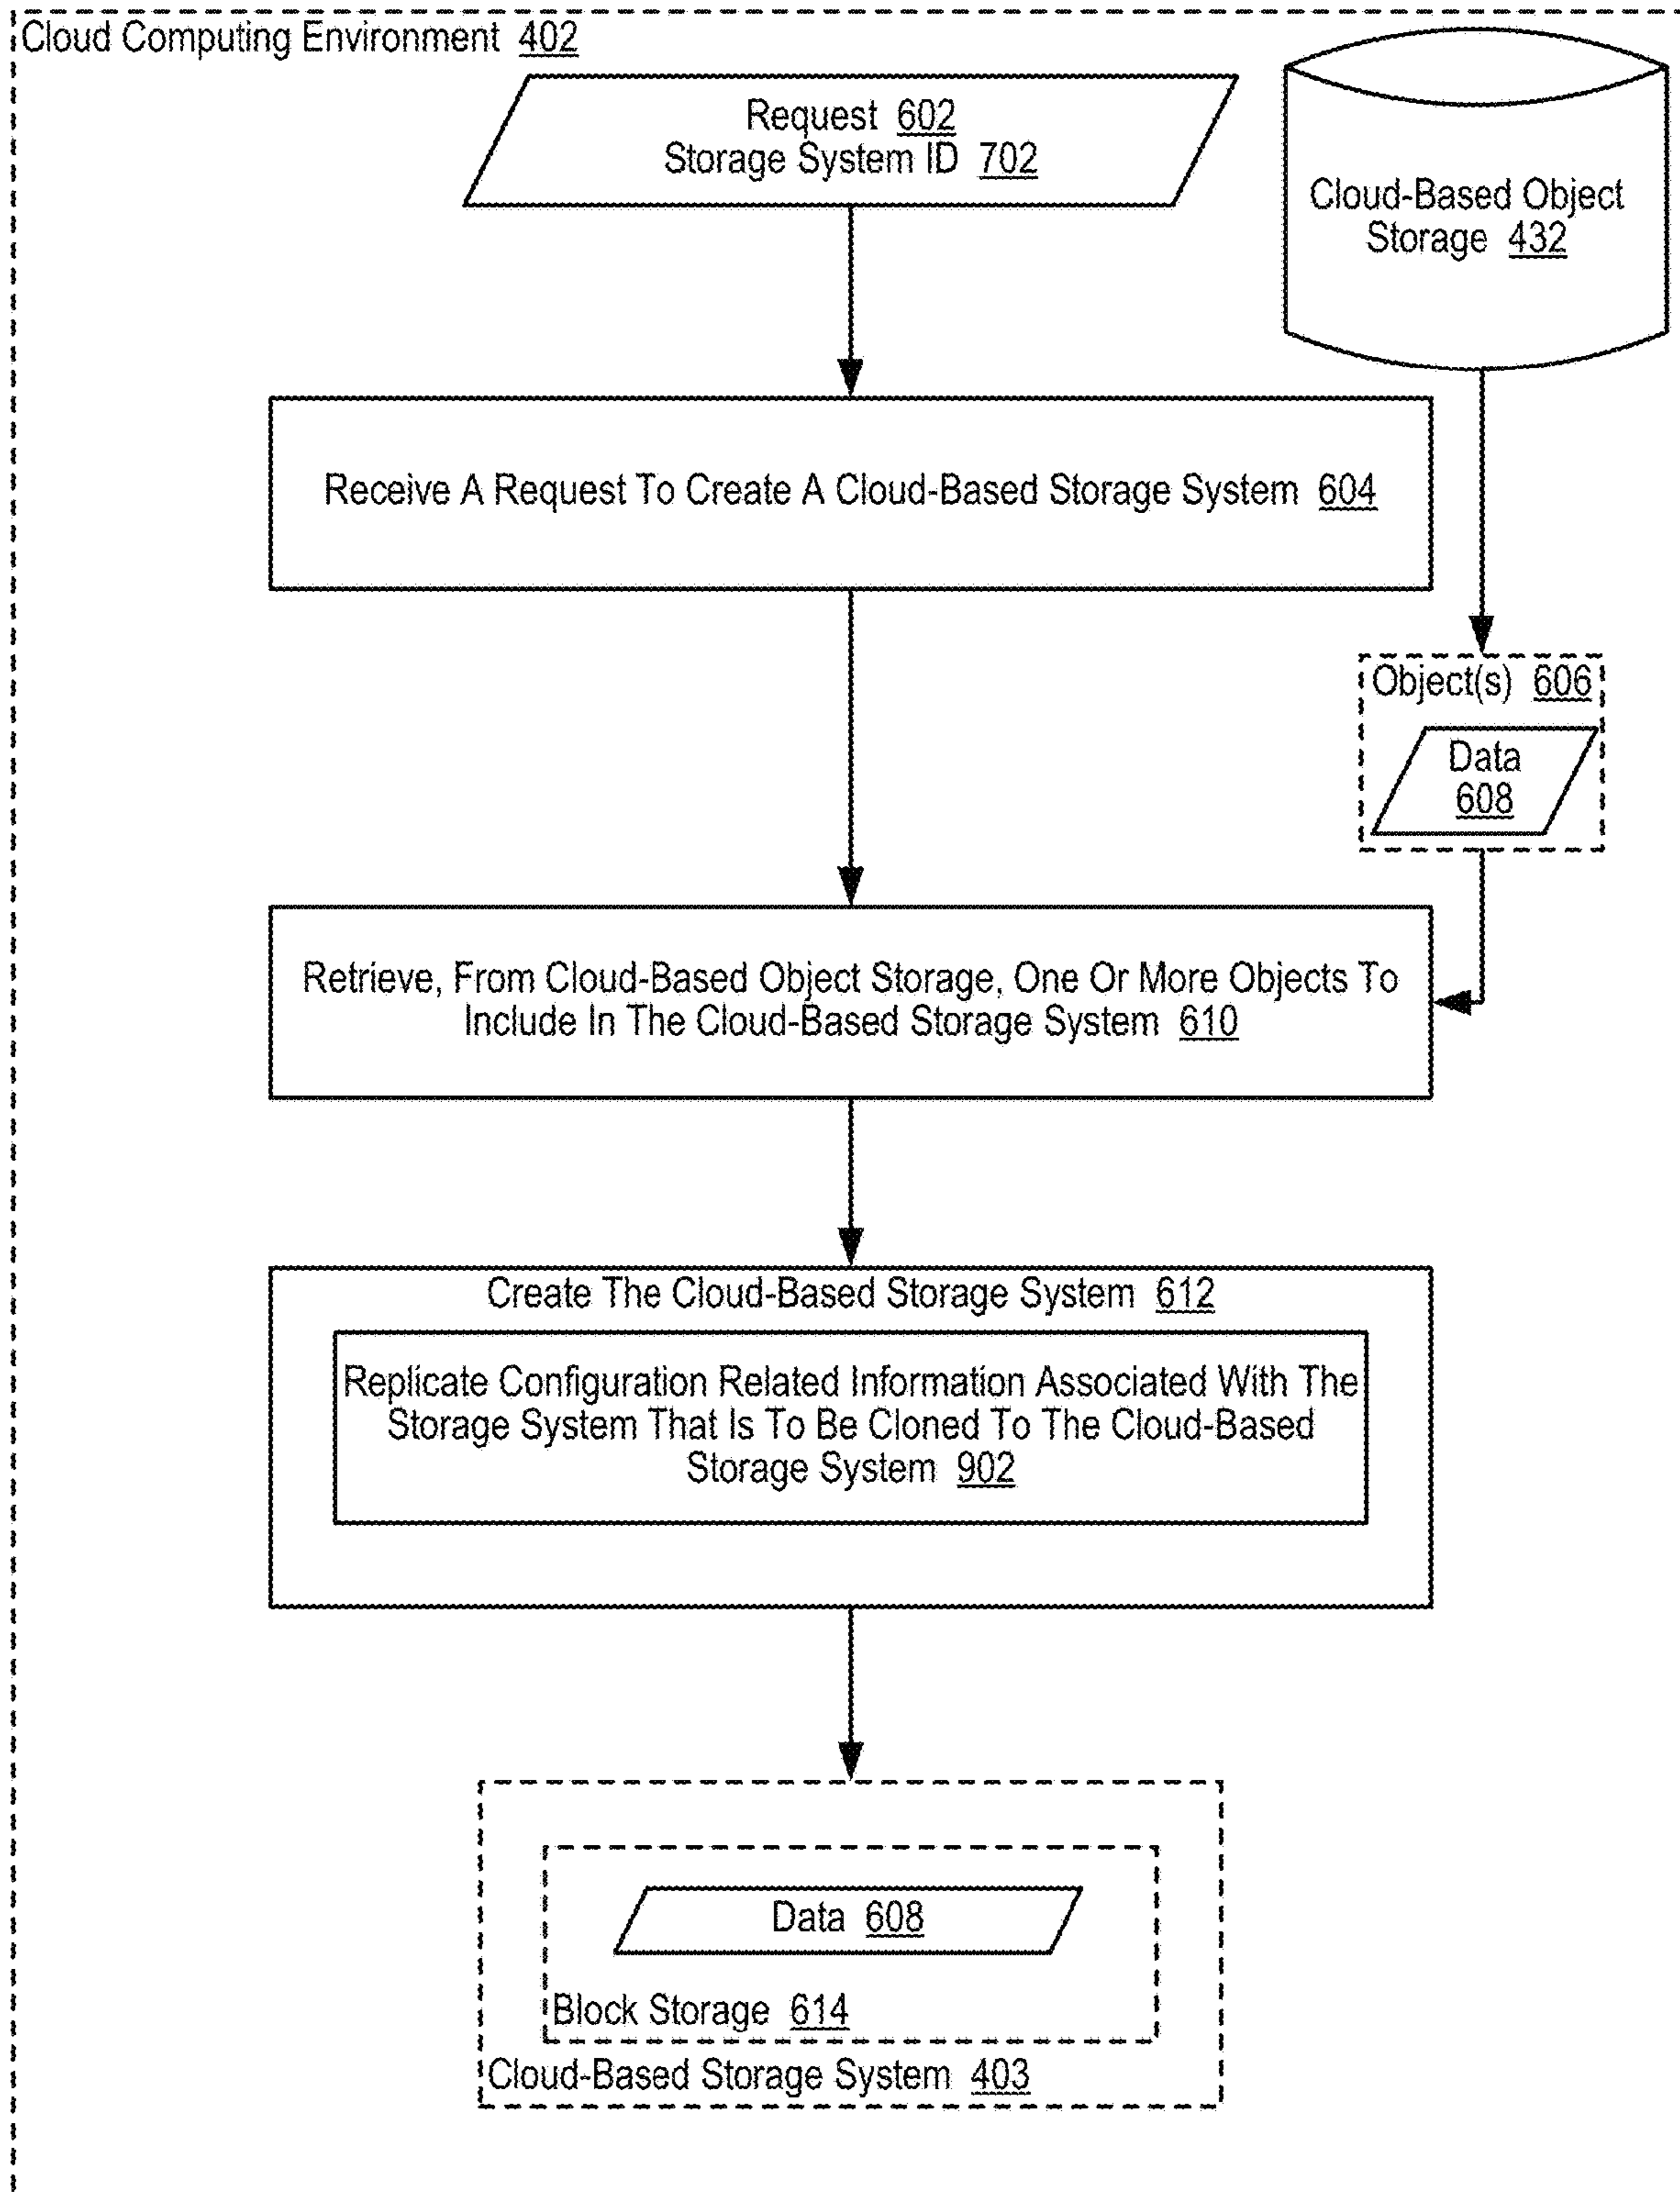 Cloud Computing Environment 402
Request 602
Storage System ID 702
Cloud-Based Object
Storage 432
Receive A Request To Create A Cloud-Based Storage System 604
Object(s) 606
Data
608
Retrieve, From Cloud-Based Object Storage, One Or More Objects To
Include In The Cloud-Based Storage System 610
Create The Cloud-Based Storage System 612
Replicate Configuration Related Information Associated With The
Storage System That Is To Be Cloned To The Cloud-Based
Storage System 902
Data 608
Block Storage 614
Cloud-Based Storage System 403